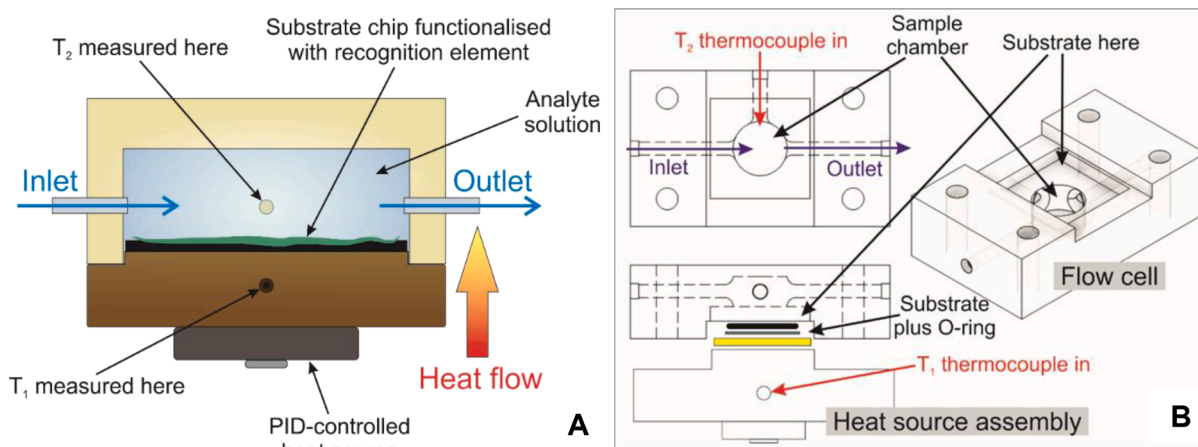 T2 measured here
Substrate chip functionalised
with recognition element
Analyte
solution
Inlet
Outlet
T1 measured here
Heat flow
PID-controlled
A
B
T2 thermocouple in
Sample
chamber
Substrate here
Inlet
Outlet
Flow cell
Substrate
plus O-ring
T1 thermocouple in
Heat source assembly